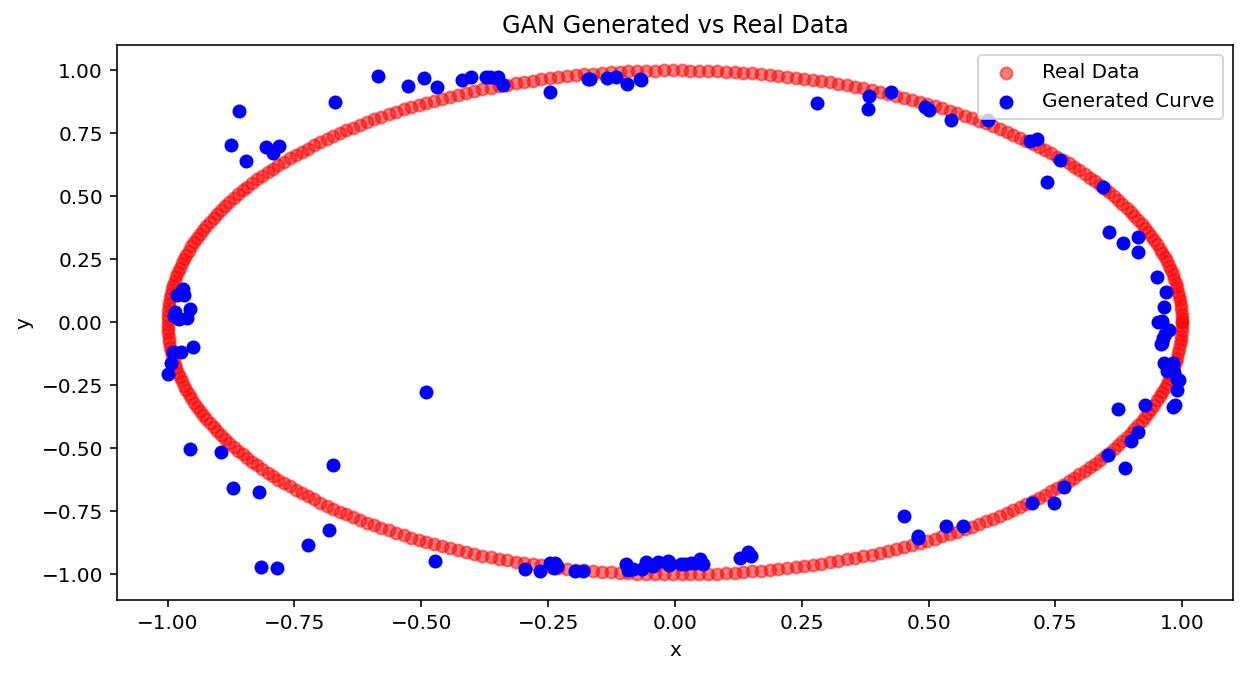 GAN Generated vs Real Data
Real Data
Generated Curve
1.00
0.75
0.50
0.25
0.00
−0.25
−0.50
−0.75
−1.00
y
−1.00 −0.75 −0.50 −0.25 0.00 0.25 0.50 0.75 1.00
x